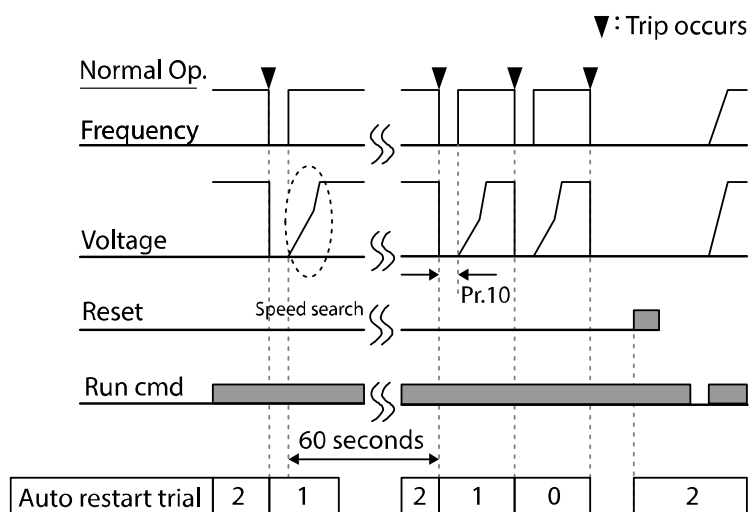 ▼: Trip occurs
Normal Op.
Frequency
Voltage
Pr.10
Reset
Speed search
Run cmd
60 seconds
Auto restart trial 2 1 2 1 0 2